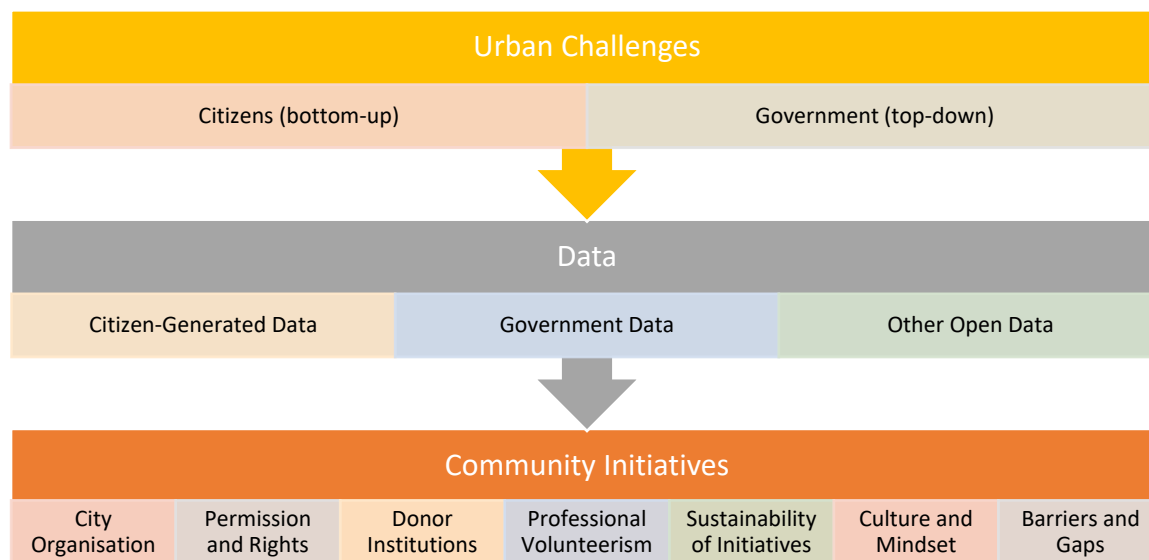 Urban Challenges
Citizens (bottom-up)
Government (top-down)
Data
Citizen-Generated Data
Government Data
Other Open Data
Community Initiatives
City
Organisation
Permission
and Rights
Donor
Institutions
Professional
Volunteerism
Sustainability
of Initiatives
Culture and
Mindset
Barriers and
Gaps